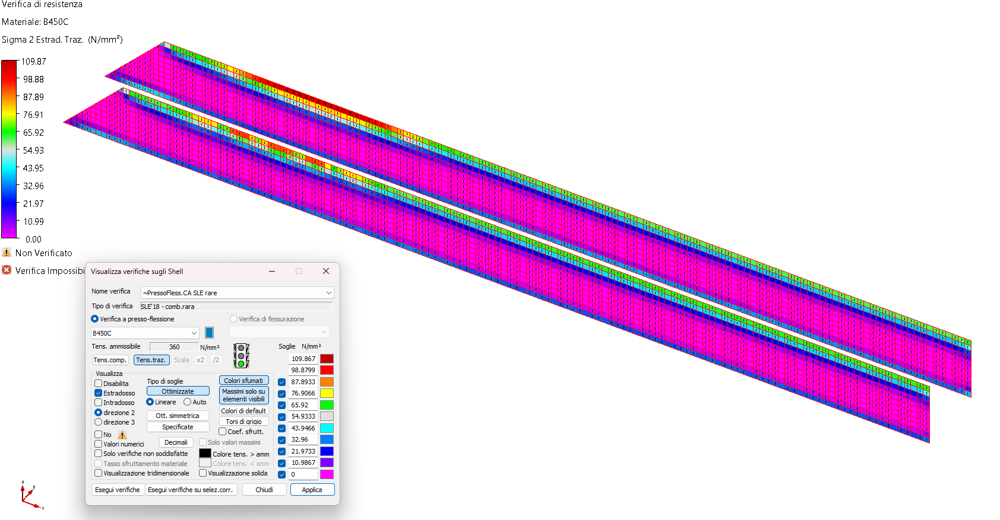 Verifica di resistenza
Materiale: B450C
Sigma 2 Estrad. Traz. (N/mm²)
109.87
98.88
87.89
76.91
65.92
54.93
43.95
32.96
21.97
10.99
0.00
Non Verificato
Verifica Impossibi
Visualizza verifiche sugli Shell
Nome verifica ~PressoFless.CA SLE rare
Tipo di verifica SLE'18 - comb.rara
Verifica a presso-flessione Verifica di fessurazione
B450C
Tens. ammissibile 360 N/mm² Soglie N/mm²
Tens.comp. Tens.traz. Scala x2 /2
109.867
98.8799
87.8933
76.9066
65.92
54.9333
43.9466
32.96
21.9733
10.9867
0
Visualizza
Disabilita
Estradosso
Intradosso
direzione 2
direzione 3
No
Valori numerici
Solo verifiche non soddisfatte
Tasso sfruttamento materiale
Visualizzazione tridimensionale
Tipo di soglie
Ottimizzate
Lineare Auto
Ott. simmetrica
Specificate
Decimali
Colori sfumati
Massimi solo su
elementi visibili
Colori di default
Toni di grigio
Coef. sfrutt.
Solo valori massimi
Colore tens. > amm
Colore tens. < amm
Visualizzazione solida
Esegui verifiche Esegui verifiche su selez.corr. Chiudi Applica
z
y
x